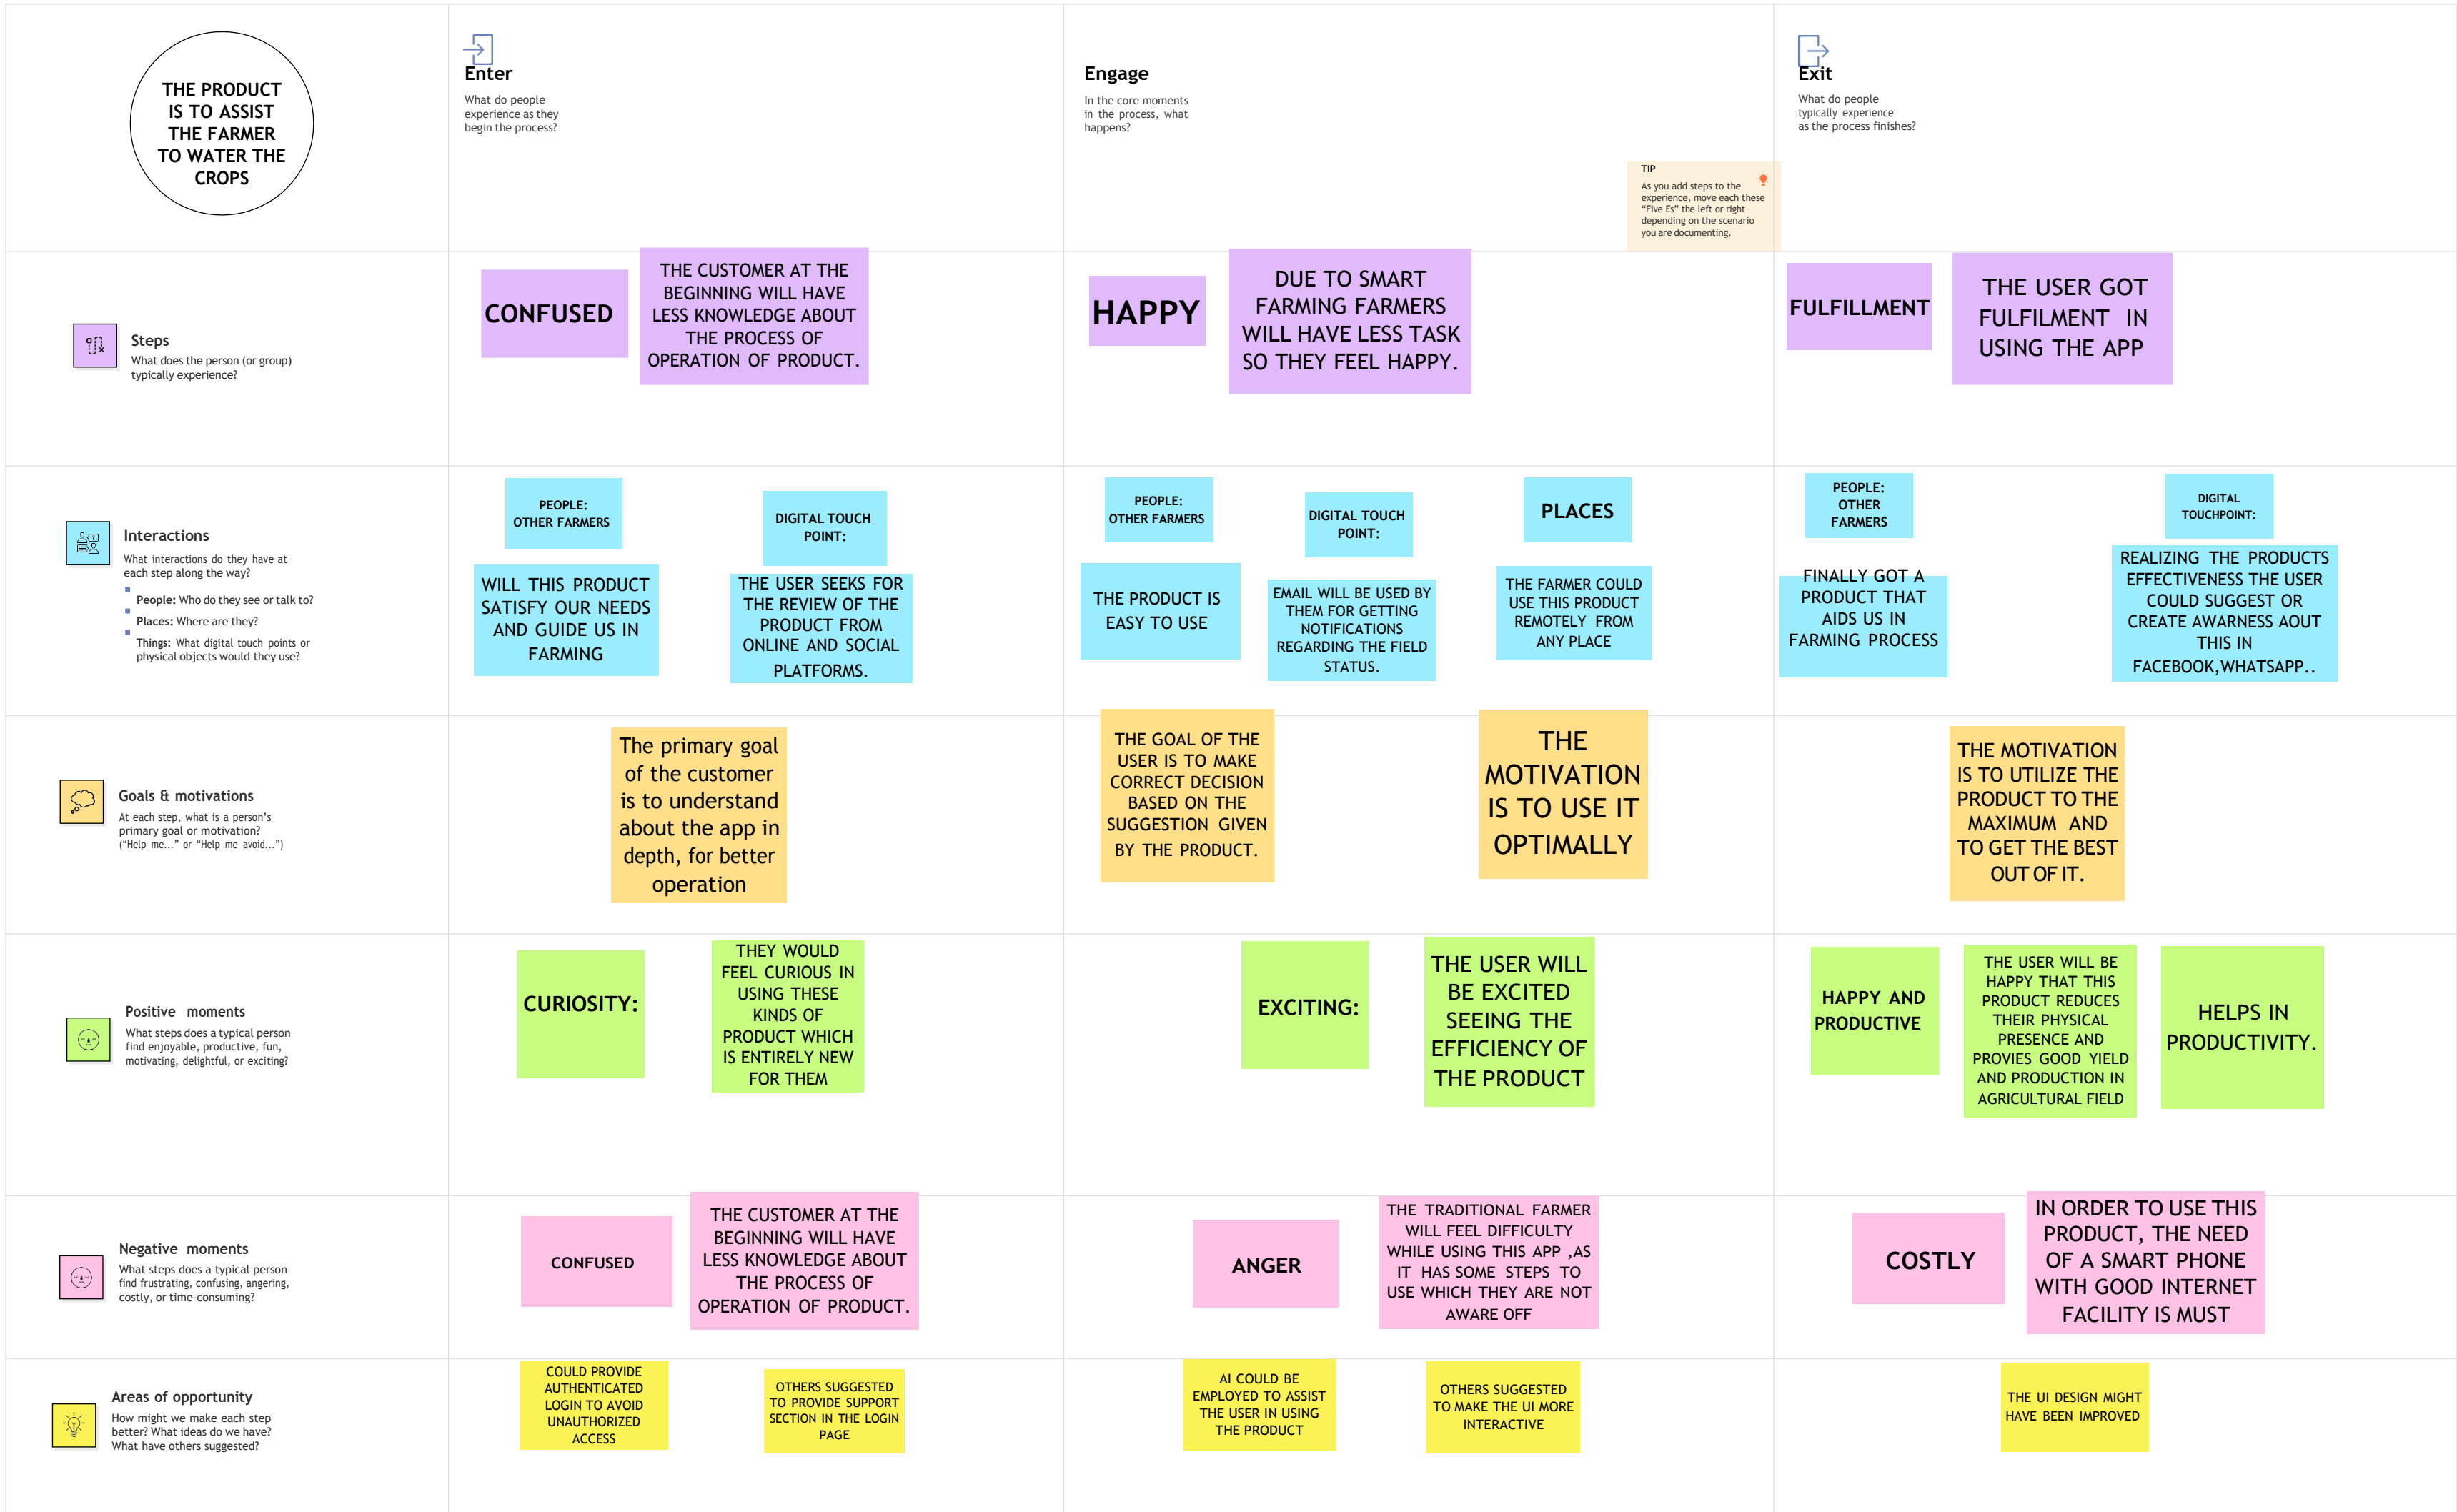 THE PRODUCT
IS TO ASSIST
THE FARMER
TO WATER THE
CROPS
Enter
What do people
experience as they
begin the process?
Engage
In the core moments
in the process, what
happens?
TIP
As you add steps to the
experience, move each these
“Five Es” the left or right
depending on the scenario
you are documenting.
Exit
What do people
typically experience
as the process finishes?
Steps
What does the person (or group)
typically experience?
CONFUSED
THE CUSTOMER AT THE
BEGINNING WILL HAVE
LESS KNOWLEDGE ABOUT
THE PROCESS OF
OPERATION OF PRODUCT.
HAPPY
DUE TO SMART
FARMING FARMERS
WILL HAVE LESS TASK
SO THEY FEEL HAPPY.
FULFILLMENT
THE USER GOT
FULFILMENT IN
USING THE APP
Interactions
What interactions do they have at
each step along the way?
People: Who do they see or talk to?
Places: Where are they?
Things: What digital touch points or
physical objects would they use?
PEOPLE:
OTHER FARMERS
WILL THIS PRODUCT
SATISFY OUR NEEDS
AND GUIDE US IN
FARMING
DIGITAL TOUCH
POINT:
THE USER SEEKS FOR
THE REVIEW OF THE
PRODUCT FROM
ONLINE AND SOCIAL
PLATFORMS.
PEOPLE:
OTHER FARMERS
THE PRODUCT IS
EASY TO USE
DIGITAL TOUCH
POINT:
EMAIL WILL BE USED BY
THEM FOR GETTING
NOTIFICATIONS
REGARDING THE FIELD
STATUS.
PLACES
THE FARMER COULD
USE THIS PRODUCT
REMOTELY FROM
ANY PLACE
PEOPLE:
OTHER
FARMERS
FINALLY GOT A
PRODUCT THAT
AIDS US IN
FARMING PROCESS
DIGITAL
TOUCHPOINT:
REALIZING THE PRODUCTS
EFFECTIVENESS THE USER
COULD SUGGEST OR
CREATE AWARNESS AOUT
THIS IN
FACEBOOK,WHATSAPP..
Goals & motivations
At each step, what is a person’s
primary goal or motivation?
(“Help me...” or “Help me avoid...”)
The primary goal
of the customer
is to understand
about the app in
depth, for better
operation
THE GOAL OF THE
USER IS TO MAKE
CORRECT DECISION
BASED ON THE
SUGGESTION GIVEN
BY THE PRODUCT.
THE
MOTIVATION
IS TO USE IT
OPTIMALLY
THE MOTIVATION
IS TO UTILIZE THE
PRODUCT TO THE
MAXIMUM AND
TO GET THE BEST
OUT OF IT.
Positive moments
What steps does a typical person
find enjoyable, productive, fun,
motivating, delightful, or exciting?
CURIOSITY:
THEY WOULD
FEEL CURIOUS IN
USING THESE
KINDS OF
PRODUCT WHICH
IS ENTIRELY NEW
FOR THEM
EXCITING:
THE USER WILL
BE EXCITED
SEEING THE
EFFICIENCY OF
THE PRODUCT
HAPPY AND
PRODUCTIVE
THE USER WILL BE
HAPPY THAT THIS
PRODUCT REDUCES
THEIR PHYSICAL
PRESENCE AND
PROVIES GOOD YIELD
AND PRODUCTION IN
AGRICULTURAL FIELD
HELPS IN
PRODUCTIVITY.
Negative moments
What steps does a typical person
find frustrating, confusing, angering,
costly, or time-consuming?
CONFUSED
THE CUSTOMER AT THE
BEGINNING WILL HAVE
LESS KNOWLEDGE ABOUT
THE PROCESS OF
OPERATION OF PRODUCT.
ANGER
THE TRADITIONAL FARMER
WILL FEEL DIFFICULTY
WHILE USING THIS APP ,AS
IT HAS SOME STEPS TO
USE WHICH THEY ARE NOT
AWARE OFF
COSTLY
IN ORDER TO USE THIS
PRODUCT, THE NEED
OF A SMART PHONE
WITH GOOD INTERNET
FACILITY IS MUST
Areas of opportunity
How might we make each step
better? What ideas do we have?
What have others suggested?
COULD PROVIDE
AUTHENTICATED
LOGIN TO AVOID
UNAUTHORIZED
ACCESS
OTHERS SUGGESTED
TO PROVIDE SUPPORT
SECTION IN THE LOGIN
PAGE
AI COULD BE
EMPLOYED TO ASSIST
THE USER IN USING
THE PRODUCT
OTHERS SUGGESTED
TO MAKE THE UI MORE
INTERACTIVE
THE UI DESIGN MIGHT
HAVE BEEN IMPROVED